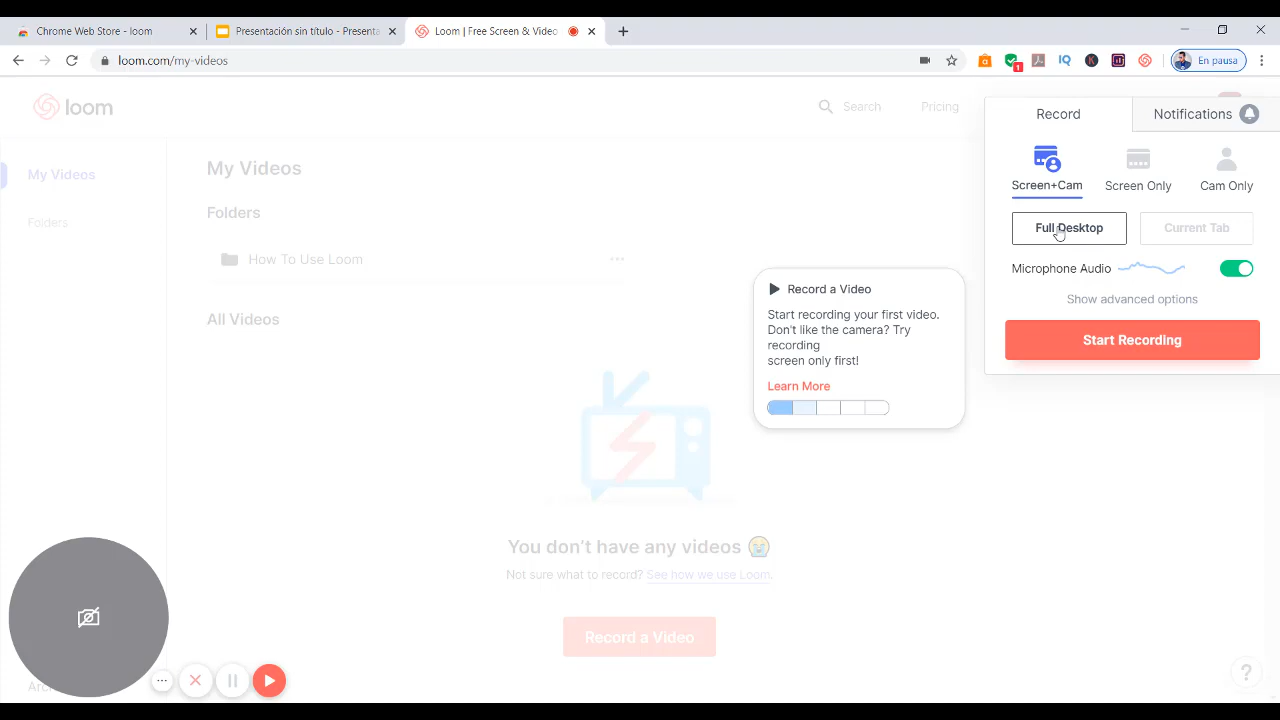 Chrome Web Store - loom
Presentación sin título - Presenta
Loom | Free Screen & Video
loom.com/my-videos
1
IQ
En pausa
loom
Search
Pricing
Record
Notifications
My Videos
Folders
Screen+Cam
Screen Only
Cam Only
Full Desktop
Current Tab
Microphone Audio
Show advanced options
Start Recording
My Videos
Folders
How To Use Loom
All Videos
Record a Video
Start recording your first video.
Don't like the camera? Try
recording
screen only first!
Learn More
You don't have any videos 😭
Not sure what to record? See how we use Loom.
Record a Video
?